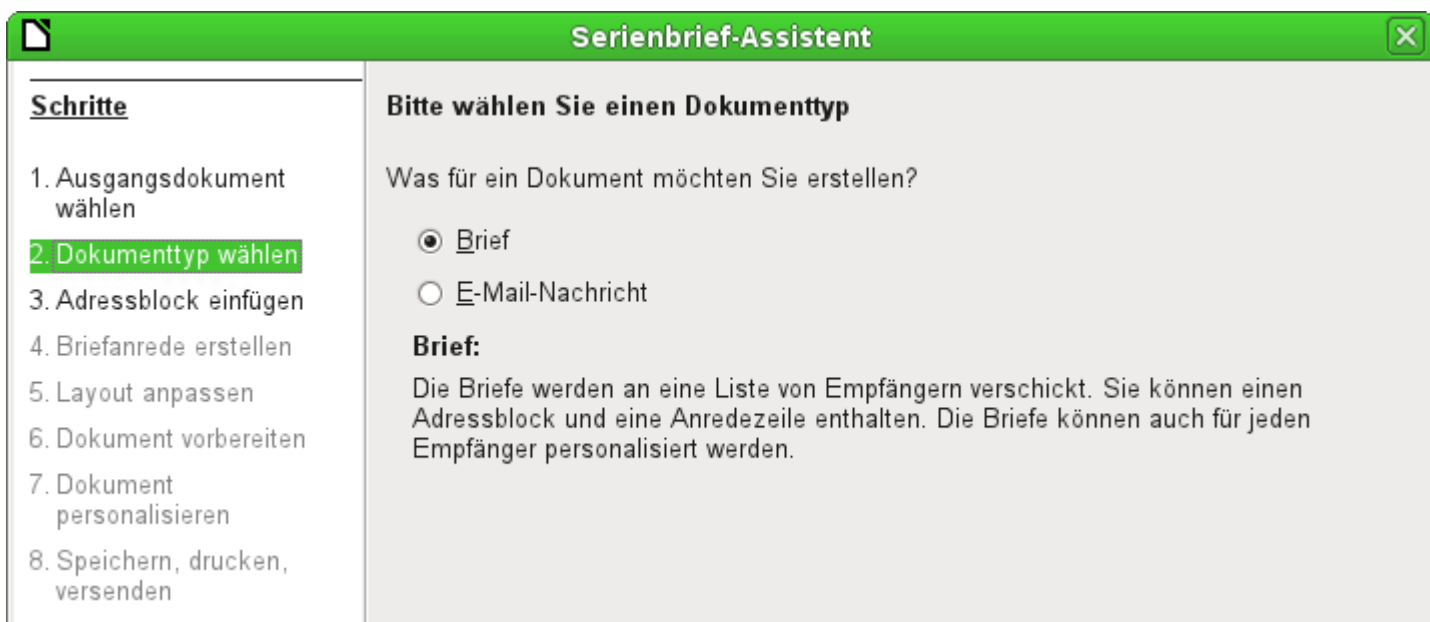 Serienbrief-Assistent
Schritte
1. Ausgangsdokument
wählen
2. Dokumenttyp wählen
3. Adressblock einfügen
4. Briefanrede erstellen
5. Layout anpassen
6. Dokument vorbereiten
7. Dokument
personalisieren
8. Speichern, drucken,
versenden
Bitte wählen Sie einen Dokumenttyp
Was für ein Dokument möchten Sie erstellen?
Brief
E-Mail-Nachricht
Brief:
Die Briefe werden an eine Liste von Empfängern verschickt. Sie können einen
Adressblock und eine Anredezeile enthalten. Die Briefe können auch für jeden
Empfänger personalisiert werden.